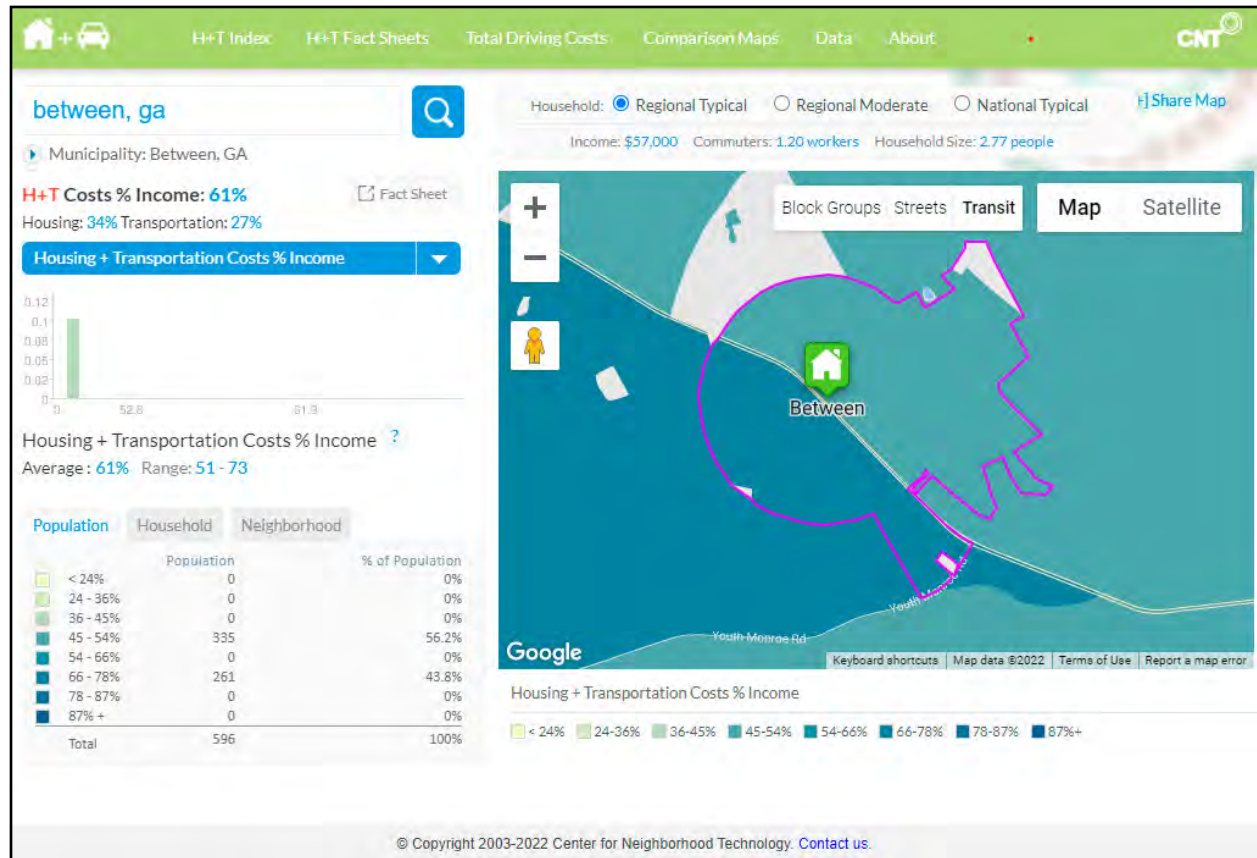 H+T Index H+T Fact Sheets Total Driving Costs Comparison Maps Data About CNT
between, ga
Municipality: Between, GA
H+T Costs % Income: 61% Fact Sheet
Housing: 34% Transportation: 27%
Housing + Transportation Costs % Income
0.12
0.1
0.08
0.05
0.02
0
0 52.8 61.9
Housing + Transportation Costs % Income ?
Average : 61% Range: 51 - 73
Population Household Neighborhood
Population % of Population
< 24% 0 0%
24 - 36% 0 0%
36 - 45% 0 0%
45 - 54% 335 56.2%
54 - 66% 0 0%
66 - 78% 261 43.8%
78 - 87% 0 0%
87% + 0 0%
Total 596 100%
Household: Regional Typical Regional Moderate National Typical Share Map
Income: $57,000 Commuters: 1.20 workers Household Size: 2.77 people
+
−
Block Groups Streets Transit Map Satellite
Between
Youth Monroe Rd
Youth Monroe Rd
Google
Keyboard shortcuts Map data ©2022 Terms of Use Report a map error
Housing + Transportation Costs % Income
< 24% 24-36% 36-45% 45-54% 54-66% 66-78% 78-87% 87%+
© Copyright 2003-2022 Center for Neighborhood Technology. Contact us.